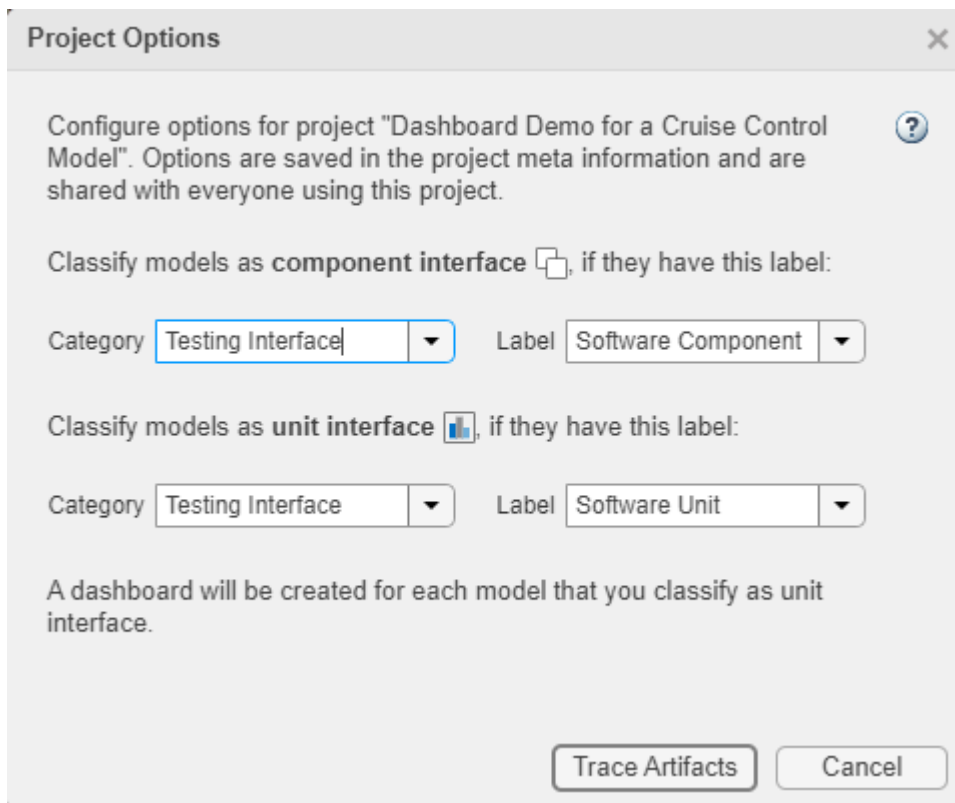 Project Options
Configure options for project "Dashboard Demo for a Cruise Control
Model". Options are saved in the project meta information and are
shared with everyone using this project.
Classify models as component interface , if they have this label:
Category Testing Interface Label Software Component
Classify models as unit interface , if they have this label:
Category Testing Interface Label Software Unit
A dashboard will be created for each model that you classify as unit
interface.
Trace Artifacts Cancel